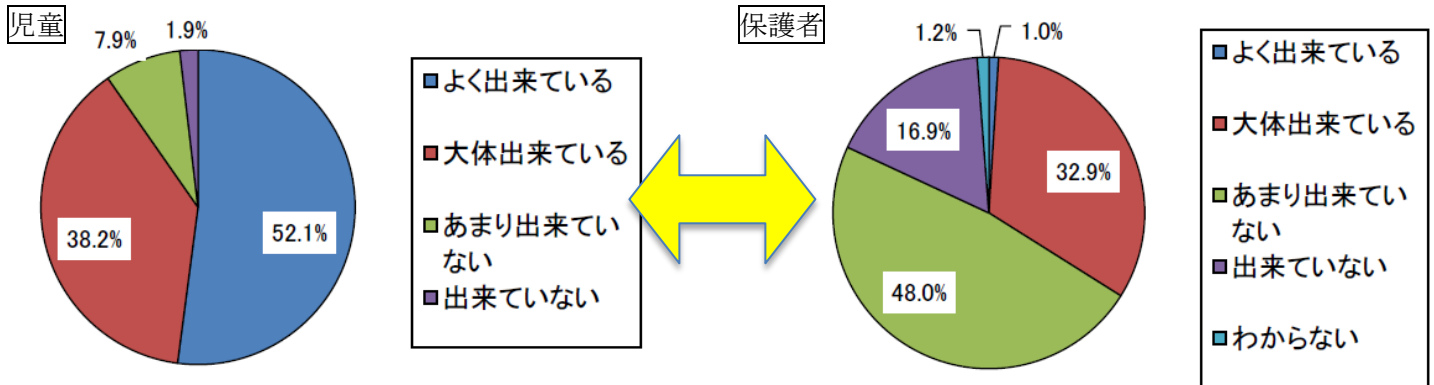 児童
7.9%
1.9%
52.1%
38.2%
よく出来ている
大体出来ている
あまり出来てい
ない
出来ていない
保護者
1.2%
1.0%
16.9%
32.9%
48.0%
よく出来ている
大体出来ている
あまり出来てい
ない
出来ていない
わからない